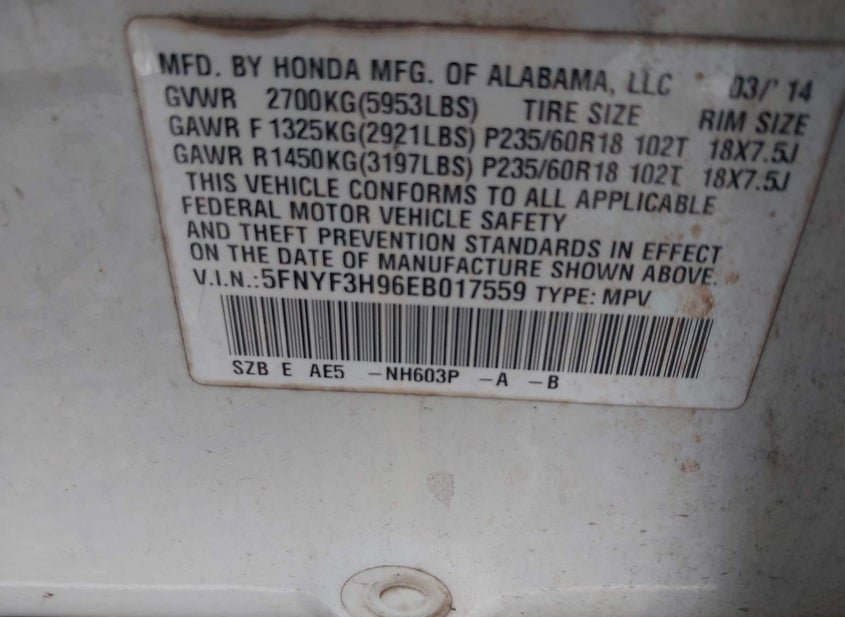 MFD. BY HONDA MFG. OF ALABAMA, LLC 03/14
GVWR 2700KG(5953LBS) TIRE SIZE RIM SIZE
GAWR F 1325KG(2921LBS) P235/60R18 102T 18X7.5J
GAWR R1450KG(3197LBS) P235/60R18 102T 18X7.5J
THIS VEHICLE CONFORMS TO ALL APPLICABLE
FEDERAL MOTOR VEHICLE SAFETY
AND THEFT PREVENTION STANDARDS IN EFFECT
ON THE DATE OF MANUFACTURE SHOWN ABOVE.
V.I.N.:5FNYF3H96EB017559 TYPE: MPV
SZB E AE5 -NH603P -A -B